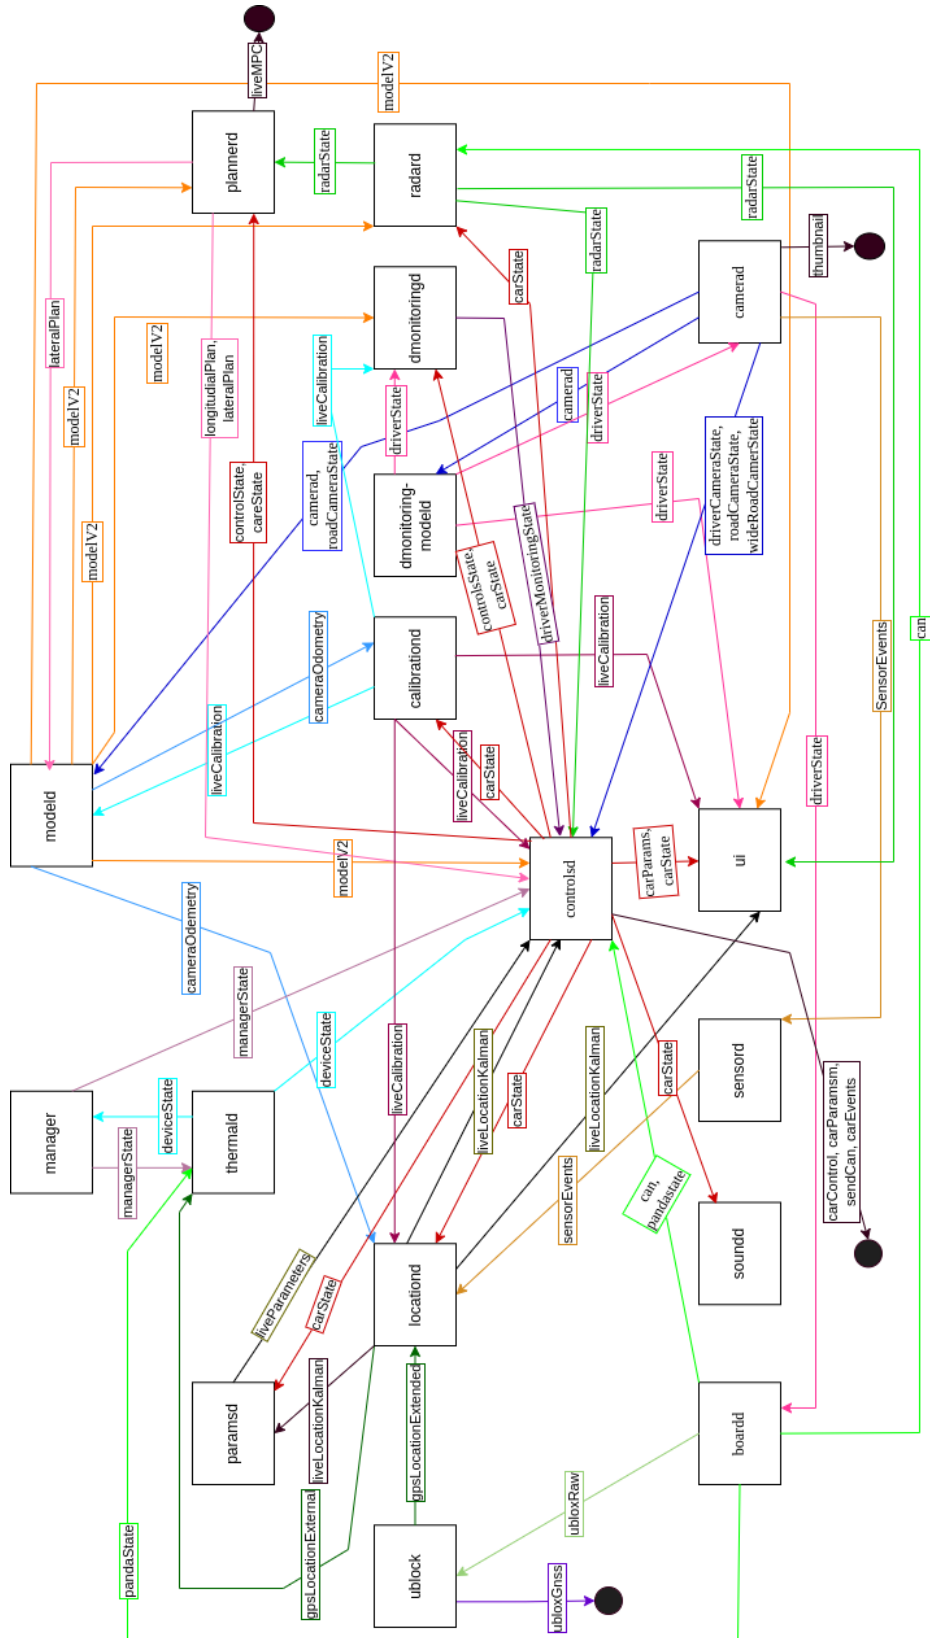 liveMPC
modelV2
plannerd
radarState
radard
radarState
lateralPlan
modelV2
modelV2
modelV2
longitudialPlan,
lateralPlan
controlState,
careState
liveCalibration
dmonitoringd
carState
radarState
camerad
thumbnail
driverState
camerad
driverState
camerad,
roadCameraState
dmonitoring-
modeld
driverState
driverCameraState,
roadCameraState,
wideRoadCamerState
controlsState,
carState
driverMonitoringState
can
SensorEvents
cameraOdometry
liveCalibration
calibrationd
liveCalibration
liveCalibration
carState
driverState
modeld
modelV2
controlsd
carParams,
carState
ui
cameraOdemetry
managerState
deviceState
liveCalibration
liveLocationKalman
carState
liveLocationKalman
carState
sensord
manager
deviceState
managerState
thermald
sensorEvents
can,
pandastate
carControl, carParamsm,
sendCan, carEvents
soundd
liveParameters
carState
locationd
paramsd
liveLocationKalman
gpsLocationExtended
boardd
pandaState
gpsLocationExternal
ublock
ubloxRaw
ubloxGnss